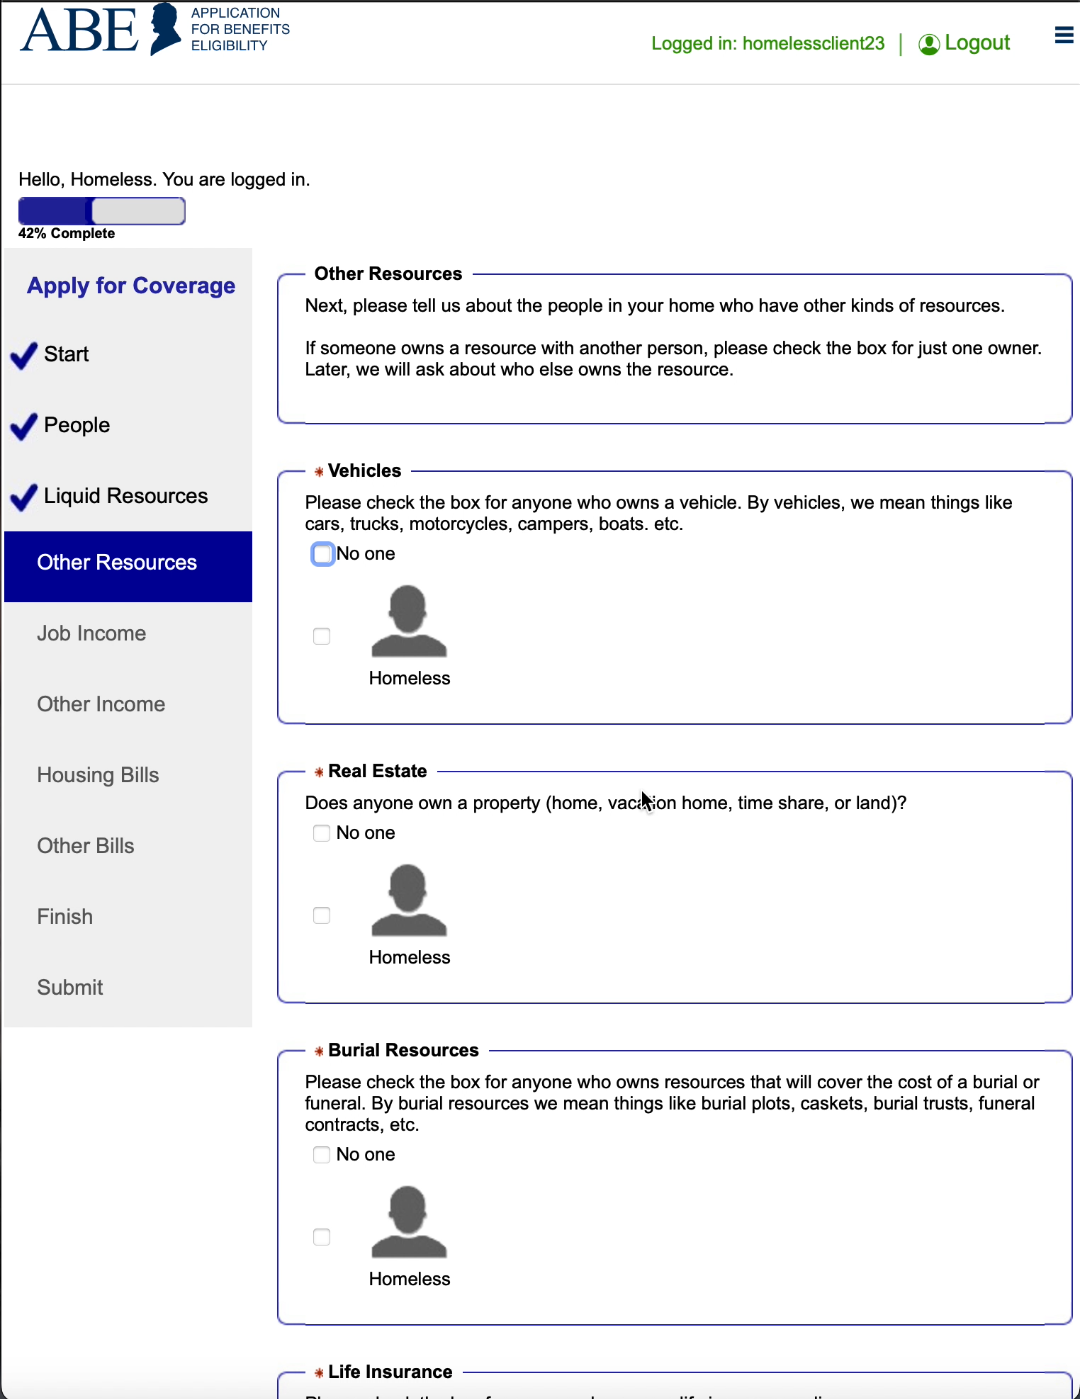 ABE
APPLICATION
FOR BENEFITS
ELIGIBILITY
Logged in: homelessclient23 | Logout
Hello, Homeless. You are logged in.
42% Complete
Apply for Coverage
Start
People
Liquid Resources
Other Resources
Job Income
Other Income
Housing Bills
Other Bills
Finish
Submit
Other Resources
Next, please tell us about the people in your home who have other kinds of resources.
If someone owns a resource with another person, please check the box for just one owner.
Later, we will ask about who else owns the resource.
* Vehicles
Please check the box for anyone who owns a vehicle. By vehicles, we mean things like
cars, trucks, motorcycles, campers, boats. etc.
No one
Homeless
* Real Estate
Does anyone own a property (home, vacation home, time share, or land)?
No one
Homeless
* Burial Resources
Please check the box for anyone who owns resources that will cover the cost of a burial or
funeral. By burial resources we mean things like burial plots, caskets, burial trusts, funeral
contracts, etc.
No one
Homeless
* Life Insurance